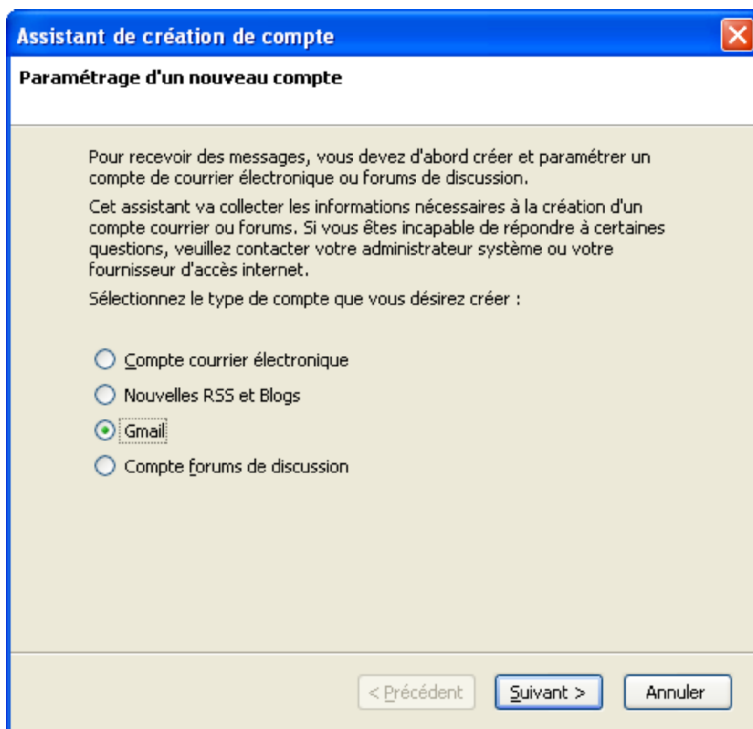 Assistant de création de compte
Paramétrage d'un nouveau compte
Pour recevoir des messages, vous devez d'abord créer et paramétrer un
compte de courrier électronique ou forums de discussion.
Cet assistant va collecter les informations nécessaires à la création d'un
compte courrier ou forums. Si vous êtes incapable de répondre à certaines
questions, veuillez contacter votre administrateur système ou votre
fournisseur d'accès internet.
Sélectionnez le type de compte que vous désirez créer :
Compte courrier électronique
Nouvelles RSS et Blogs
Gmail
Compte forums de discussion
< Précédent
Suivant >
Annuler